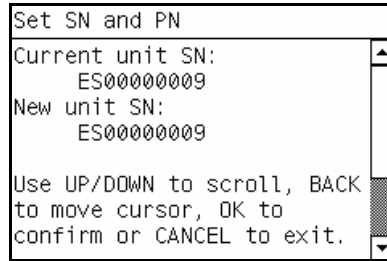 Set SN and PN
Current unit SN:
ES00000009
New unit SN:
ES00000009
Use UP/DOWN to scroll, BACK
to move cursor, OK to
confirm or CANCEL to exit.